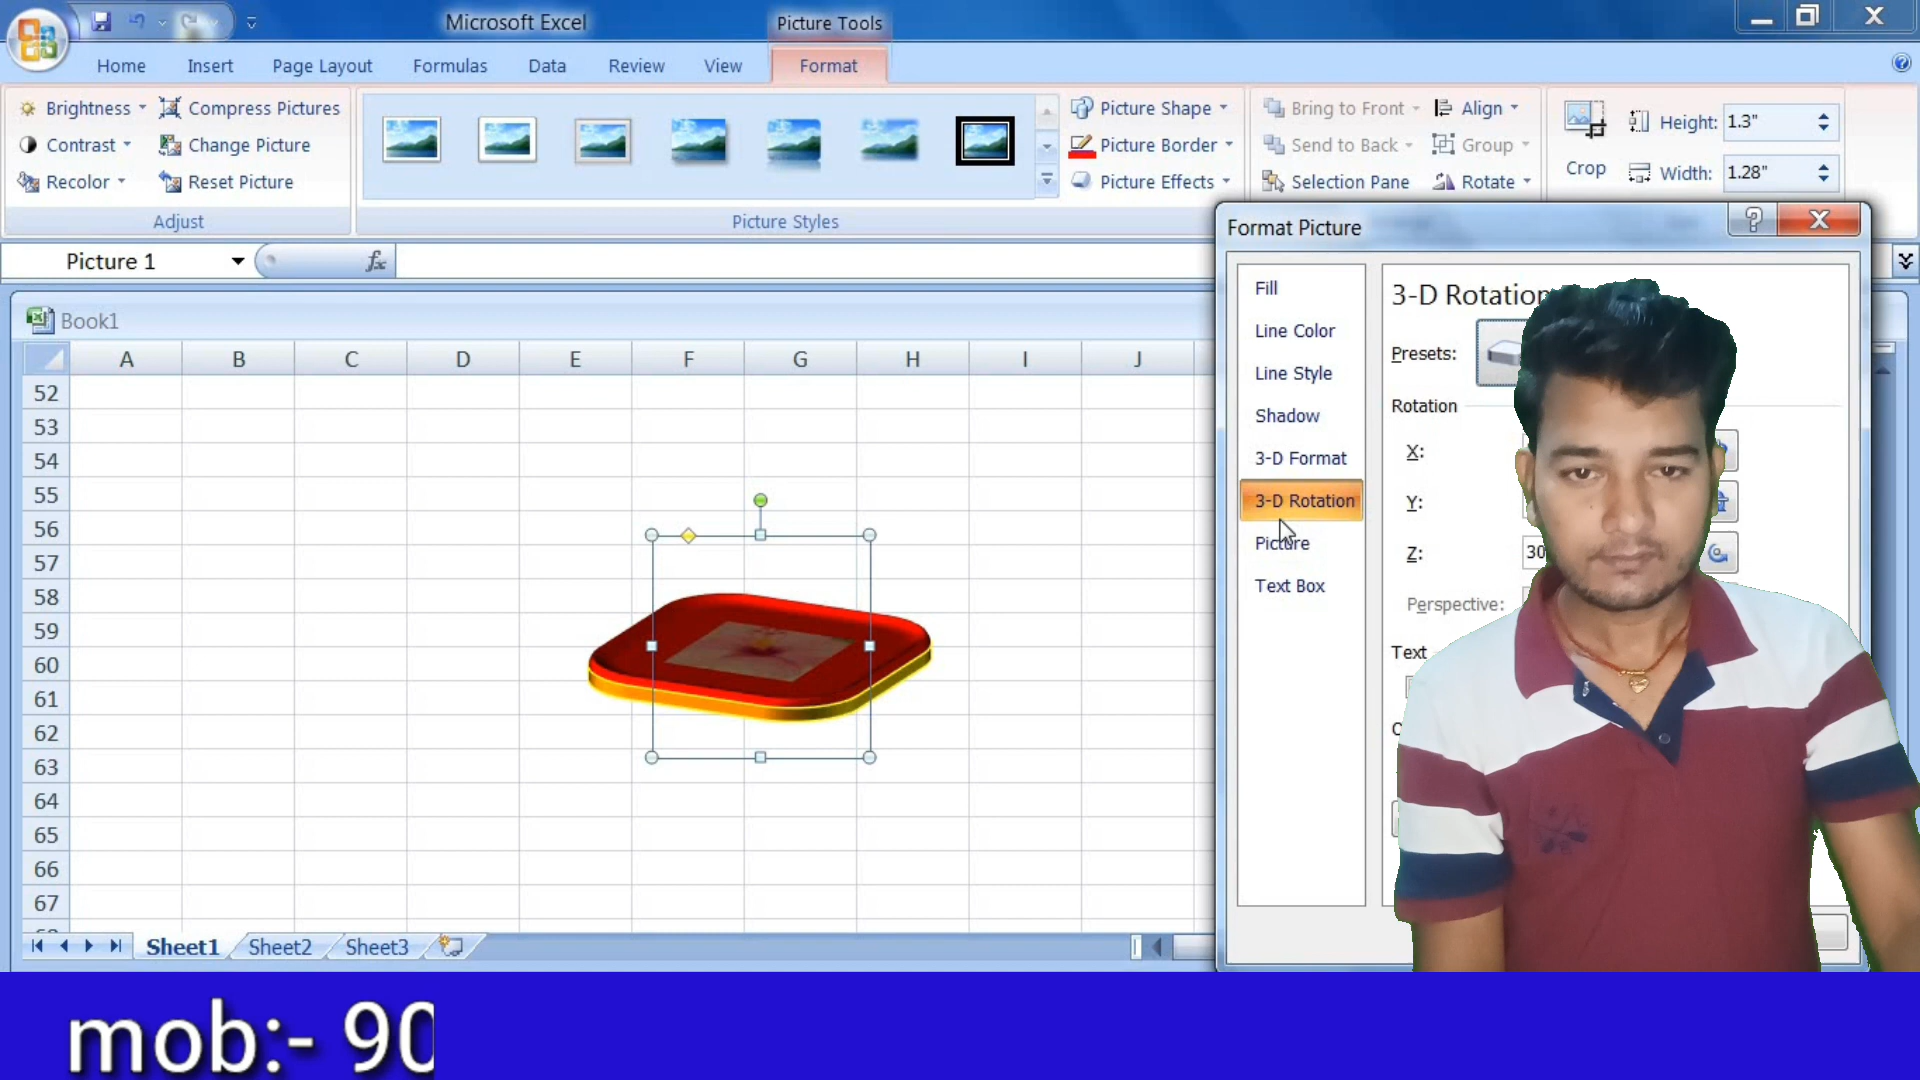 Microsoft Excel
Picture Tools
Home Insert Page Layout Formulas Data Review View Format
Brightness
Contrast
Recolor
Compress Pictures
Change Picture
Reset Picture
Adjust
Picture Styles
Picture Shape
Picture Border
Picture Effects
Bring to Front
Send to Back
Selection Pane
Align
Group
Rotate
Crop
Height: 1.3"
Width: 1.28"
Picture 1
fx
Book1
A B C D E F G H I J
52
53
54
55
56
57
58
59
60
61
62
63
64
65
66
67
Sheet1 Sheet2 Sheet3
Format Picture
Fill
Line Color
Line Style
Shadow
3-D Format
3-D Rotation
Picture
Text Box
3-D Rotation
Presets:
Rotation
X:
Y:
Z: 30
Perspective:
Text
mob:- 90